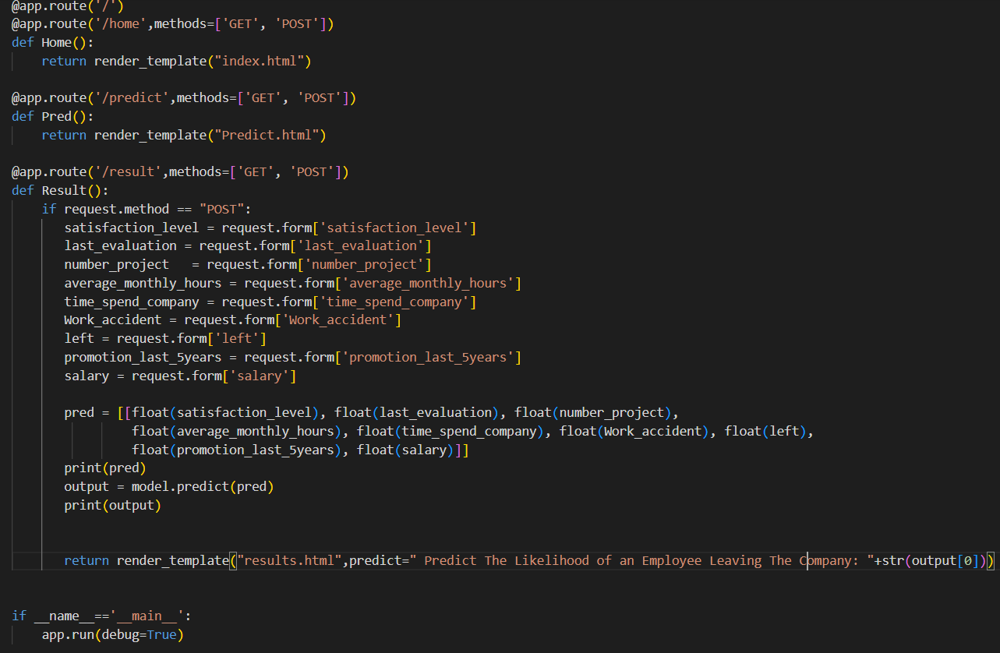 @app.route('/')
@app.route('/home',methods=['GET', 'POST'])
def Home():
    return render_template("index.html")

@app.route('/predict',methods=['GET', 'POST'])
def Pred():
    return render_template("Predict.html")

@app.route('/result',methods=['GET', 'POST'])
def Result():
    if request.method == "POST":
       satisfaction_level = request.form['satisfaction_level']
       last_evaluation = request.form['last_evaluation']
       number_project   = request.form['number_project']
       average_monthly_hours = request.form['average_monthly_hours']
       time_spend_company = request.form['time_spend_company']
       Work_accident = request.form['Work_accident']
       left = request.form['left']
       promotion_last_5years = request.form['promotion_last_5years']
       salary = request.form['salary']

       pred = [[float(satisfaction_level), float(last_evaluation), float(number_project),
                float(average_monthly_hours), float(time_spend_company), float(Work_accident), float(left),
                float(promotion_last_5years), float(salary)]]
       print(pred)
       output = model.predict(pred)
       print(output)

       return render_template("results.html",predict=" Predict The Likelihood of an Employee Leaving The Company: "+str(output[0]))

if __name__=='__main__':
    app.run(debug=True)